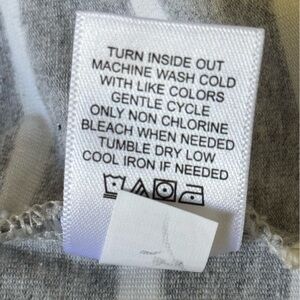 TURN INSIDE OUT
MACHINE WASH COLD
WITH LIKE COLORS
GENTLE CYCLE
ONLY NON CHLORINE
BLEACH WHEN NEEDED
TUMBLE DRY LOW
COOL IRON IF NEEDED